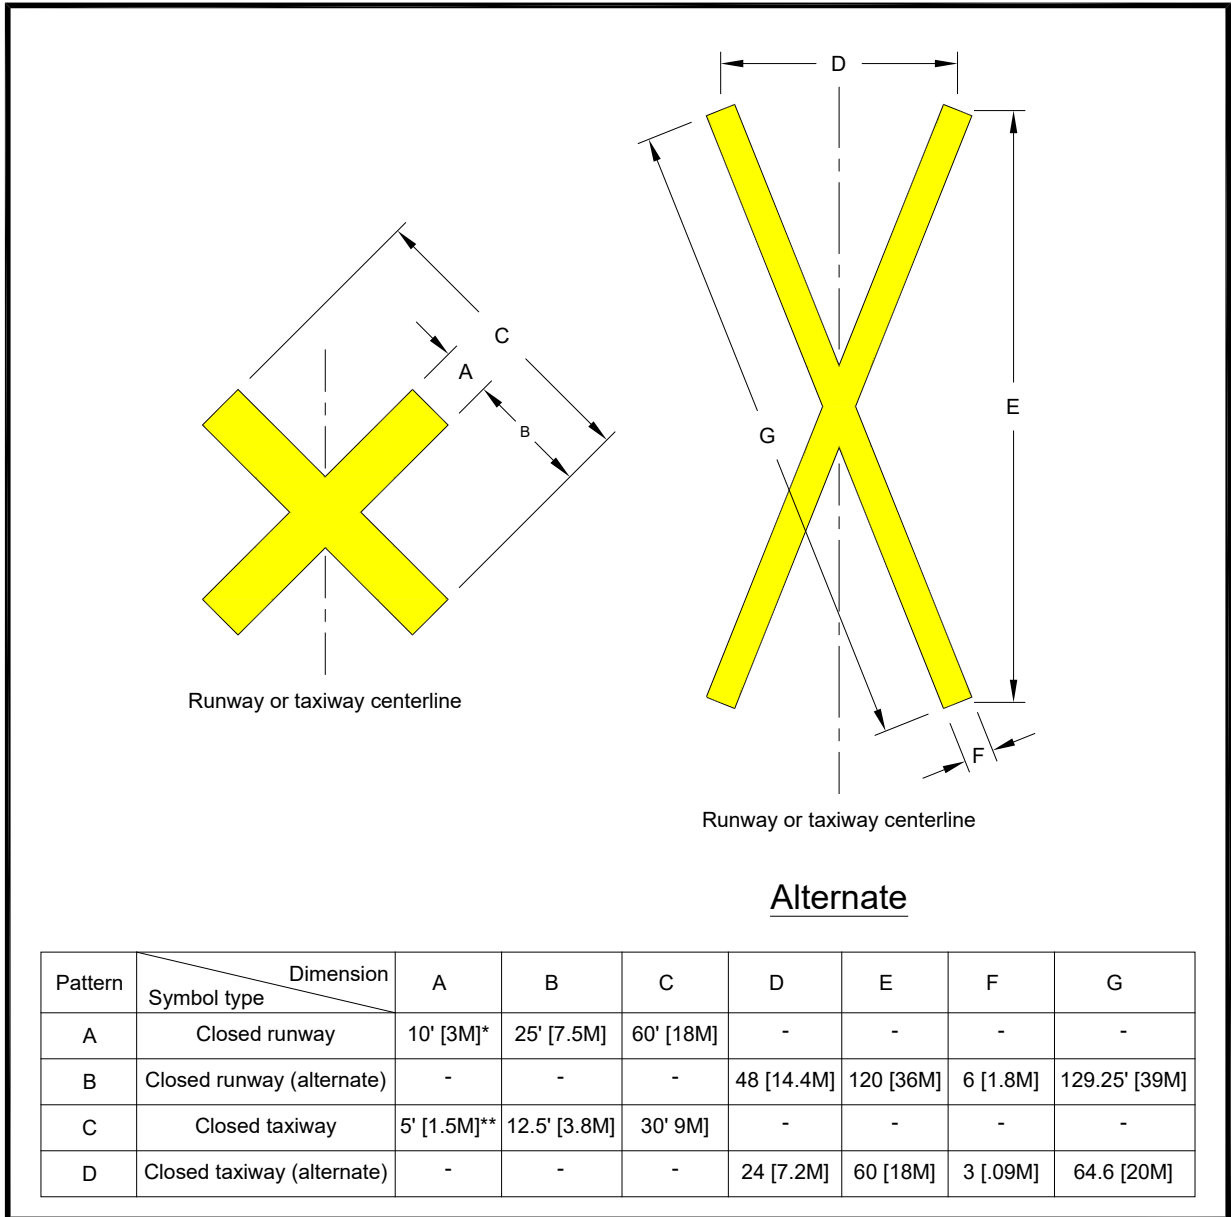 D
C
A
B
E
G
F
Runway or taxiway centerline
Runway or taxiway centerline
Alternate
Pattern Dimension Symbol type A B C D E F G
A Closed runway 10' [3M]* 25' [7.5M] 60' [18M] - - - -
B Closed runway (alternate) - - - 48 [14.4M] 120 [36M] 6 [1.8M] 129.25' [39M]
C Closed taxiway 5' [1.5M]** 12.5' [3.8M] 30' 9M] - - - -
D Closed taxiway (alternate) - - - 24 [7.2M] 60 [18M] 3 [.09M] 64.6 [20M]